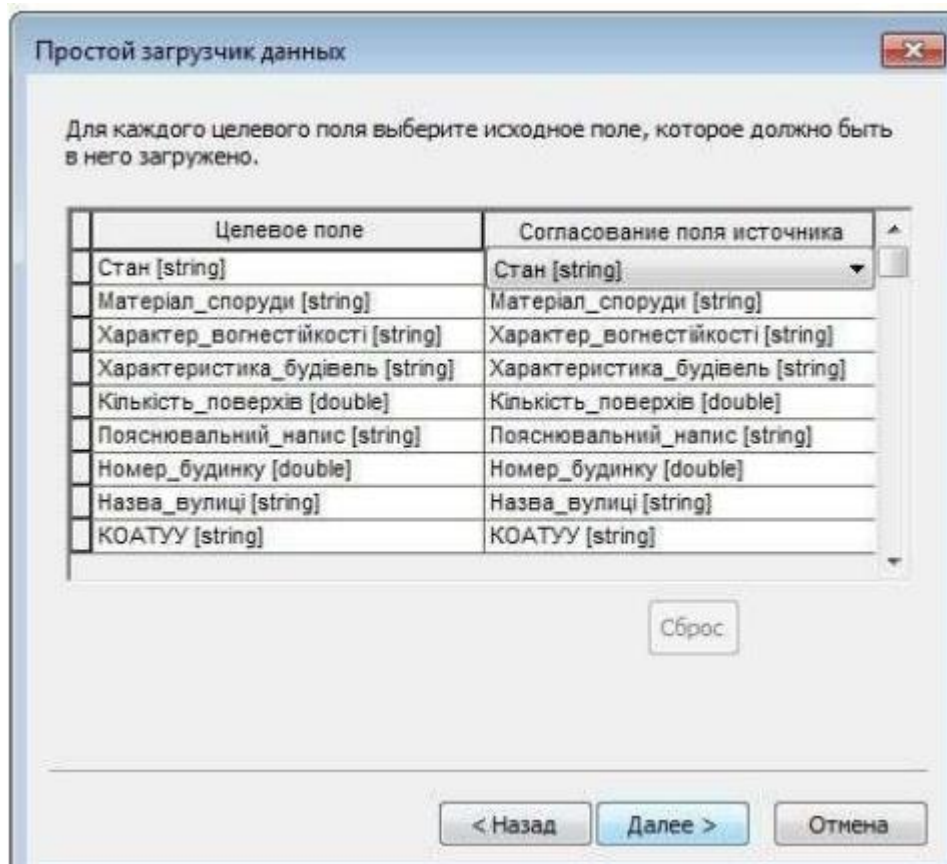 Простой загрузчик данных
Для каждого целевого поля выберите исходное поле, которое должно быть
в него загружено.
Целевое поле Согласование поля источника
Стан [string] Стан [string]
Матеріал_споруди [string] Матеріал_споруди [string]
Характер_вогнестійкості [string] Характер_вогнестійкості [string]
Характеристика_будівель [string] Характеристика_будівель [string]
Кількість_поверхів [double] Кількість_поверхів [double]
Пояснювальний_напис [string] Пояснювальний_напис [string]
Номер_будинку [double] Номер_будинку [double]
Назва_вулиці [string] Назва_вулиці [string]
КОАТУУ [string] КОАТУУ [string]
Сброс
< Назад Далее > Отмена